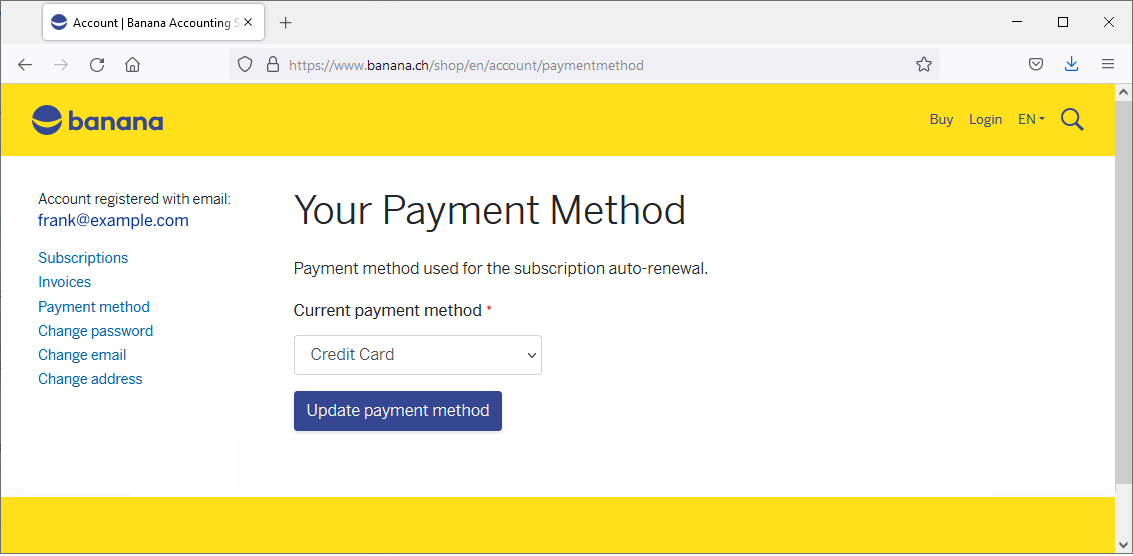 Account | Banana Accounting S
https://www.banana.ch/shop/en/account/paymentmethod
banana
Buy Login EN
Account registered with email:
frank@example.com
Subscriptions
Invoices
Payment method
Change password
Change email
Change address
Your Payment Method
Payment method used for the subscription auto-renewal.
Current payment method *
Credit Card
Update payment method